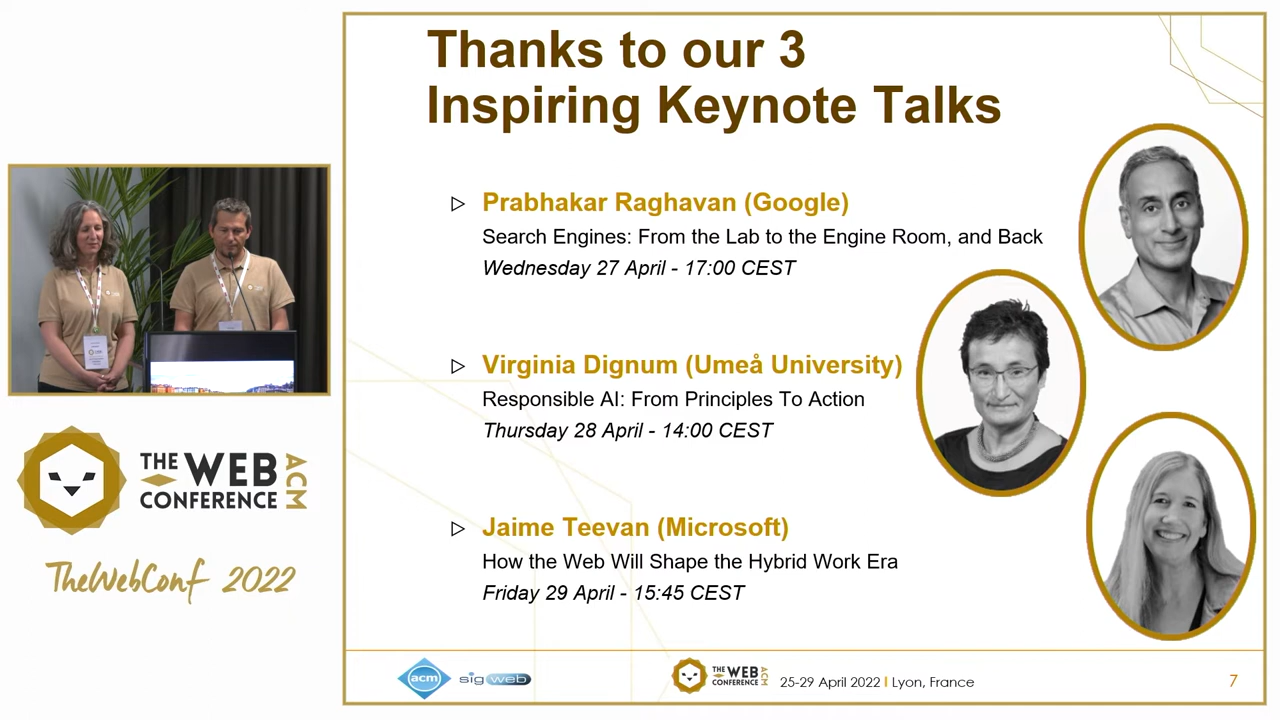 Thanks to our 3
Inspiring Keynote Talks
Prabhakar Raghavan (Google)
Search Engines: From the Lab to the Engine Room, and Back
Wednesday 27 April - 17:00 CEST
Virginia Dignum (Umeå University)
Responsible AI: From Principles To Action
Thursday 28 April - 14:00 CEST
Jaime Teevan (Microsoft)
How the Web Will Shape the Hybrid Work Era
Friday 29 April - 15:45 CEST
THE WEB
CONFERENCE
ACM
TheWebConf 2022
acm
sigweb
THE WEB
CONFERENCE
ACM
25-29 April 2022 I Lyon, France
7